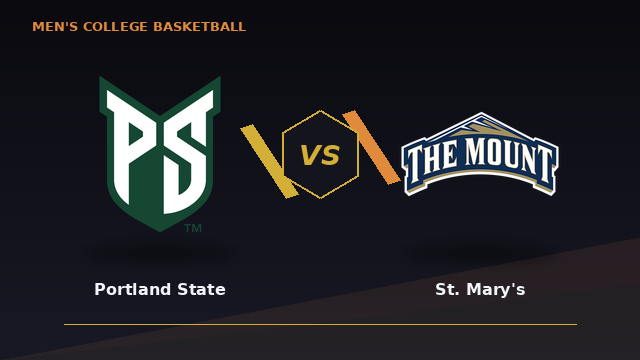 MEN'S COLLEGE BASKETBALL
PS
TM
VS
THE MOUNT
Portland State
St. Mary's